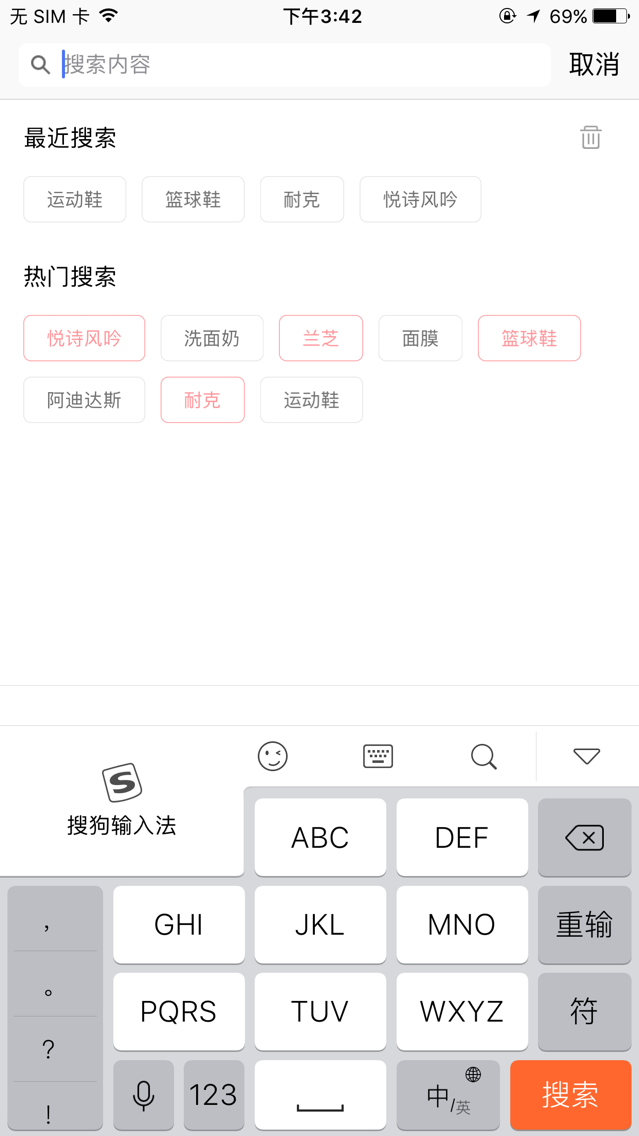 无 SIM 卡 下午3:42 69%
搜索内容 取消
最近搜索
运动鞋 篮球鞋 耐克 悦诗风吟
热门搜索
悦诗风吟 洗面奶 兰芝 面膜 篮球鞋
阿迪达斯 耐克 运动鞋
搜狗输入法
ABC DEF
， GHI JKL MNO 重输
。 PQRS TUV WXYZ 符
?
! 123 中/英 搜索